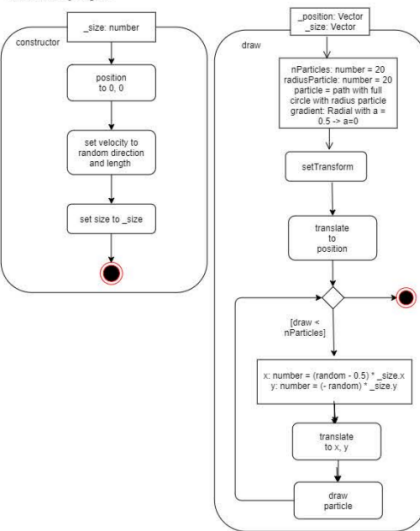 constructor
_size: number
position
to 0, 0
set velocity to
random direction
and length
set size to _size
draw
_position: Vector
_size: Vector
nParticles: number = 20
radiusParticle: number = 20
particle = path with full
circle with radius particle
gradient: Radial with a =
0.5 -> a=0
setTransform
translate
to
position
[draw <
nParticles]
x: number = (random - 0.5) * _size.x
y: number = (- random) * _size.y
translate
to x, y
draw
particle